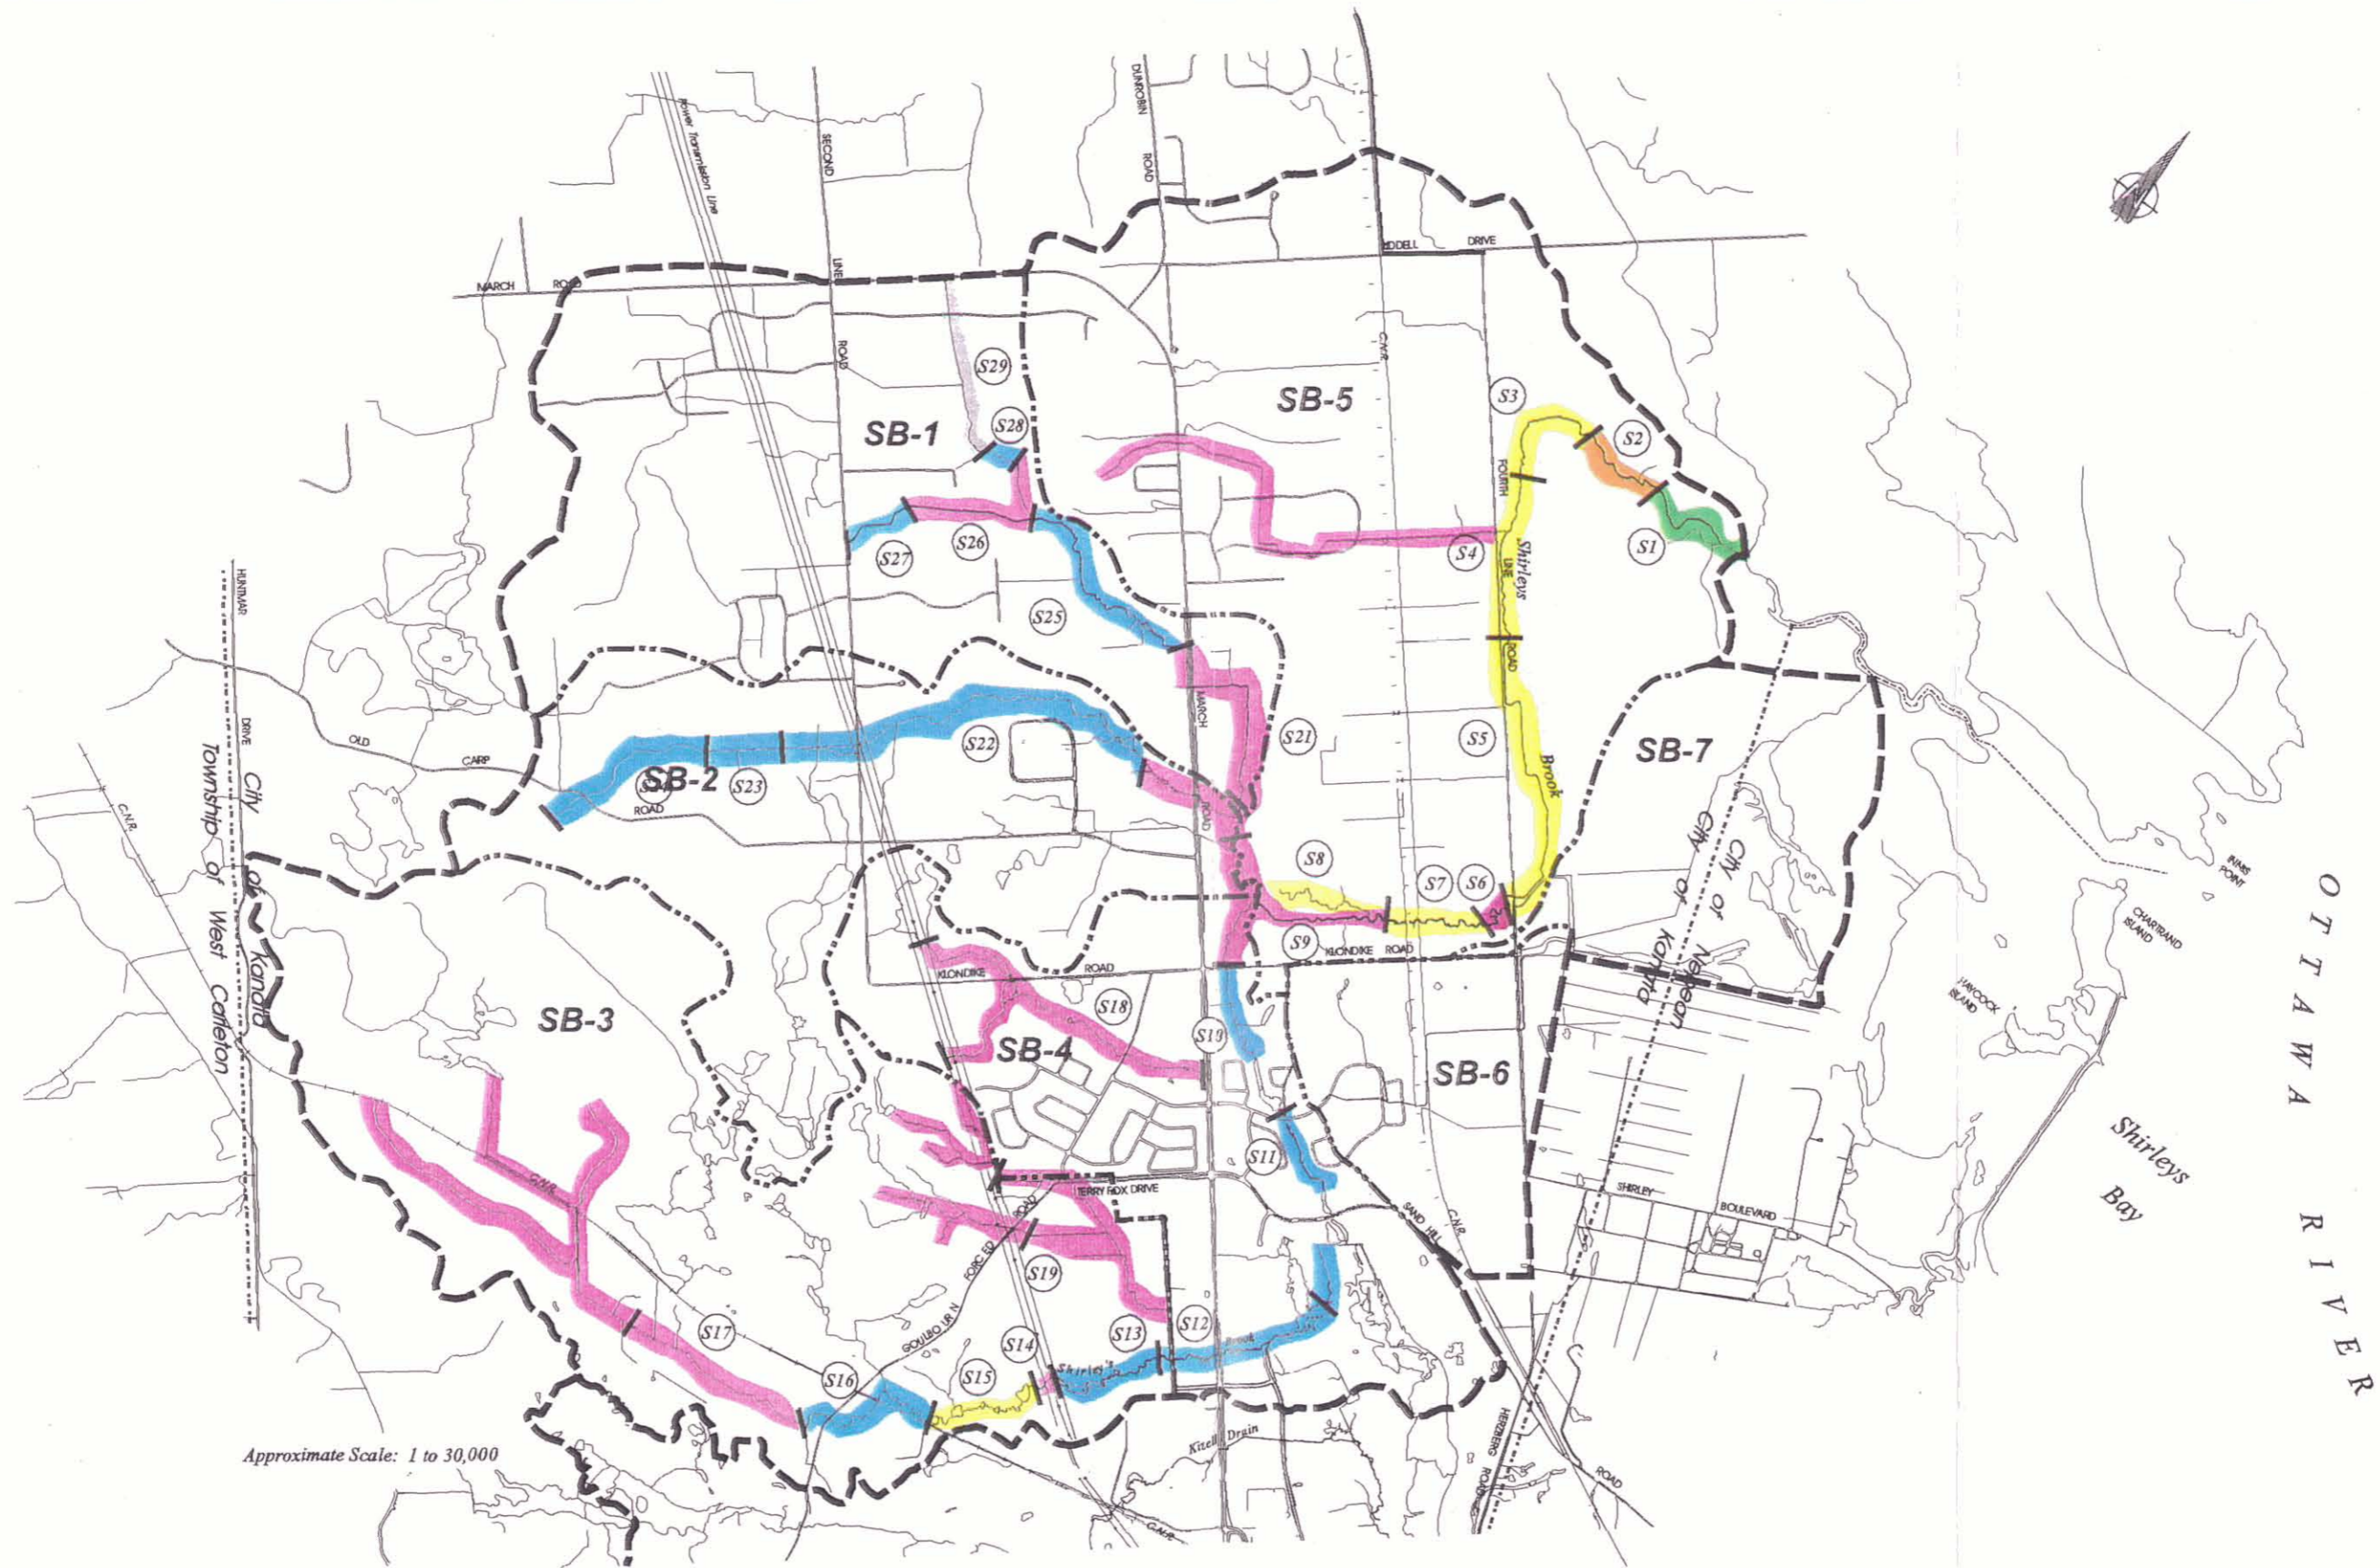 DUNROBIN
ROAD
Power Transmission Line
SECOND
LINE
ROAD
MARCH
DRIVE
S29
S3
SB-5
SB-1
S28
S2
C.N.R.
FOURTH
S26
S27
S4
S1
Shirleys
LINE
ROAD
HUNTMAR
DRIVE
S25
MARCH
ROAD
S21
S5
SB-7
OLD
CARP
ROAD
S22
SB-2
S23
Brook
City of Kanata
Township of West Carleton
C.N.R.
S8
S7
S6
City of Nepean
City of Kanata
INNIS
POINT
OTTAWA RIVER
CHARTRAND
ISLAND
HAYCOCK
ISLAND
S9
KLONDIKE ROAD
KLONDIKE
ROAD
S18
S10
SB-3
SB-4
SB-6
Shirleys
Bay
S11
C.N.R.
TERRY FOX DRIVE
SHIRLEY
BOULEVARD
SAND HILL
C.N.R.
ROAD
FORCED
GOULBOURN
S19
S17
S14
S13
S12
Brook
Shirley's
S16
S15
Kizell Drain
HERZBERG
ROAD
ROAD
C.N.R.
Approximate Scale: 1 to 30,000